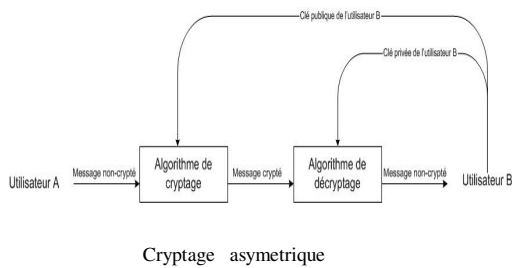 Clé publique de l'utilisateur B
Clé privée de l'utilisateur B
Utilisateur A
Message non-crypté
Algorithme de
cryptage
Message crypté
Algorithme de
décryptage
Message non-crypté
Utilisateur B
Cryptage asymetrique